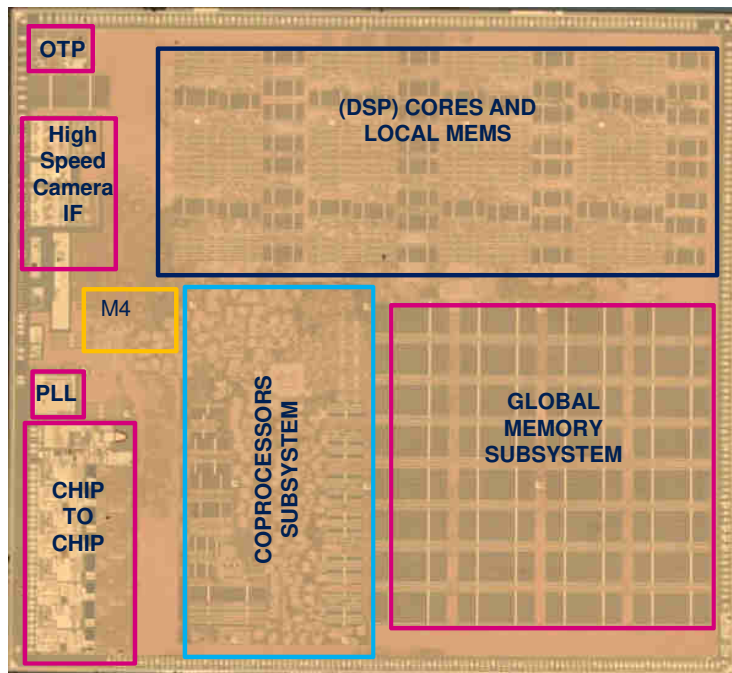 OTP
(DSP) CORES AND
LOCAL MEMS
High
Speed
Camera
IF
M4
PLL
CHIP
TO
CHIP
COPROCESSORS
SUBSYSTEM
GLOBAL
MEMORY
SUBSYSTEM